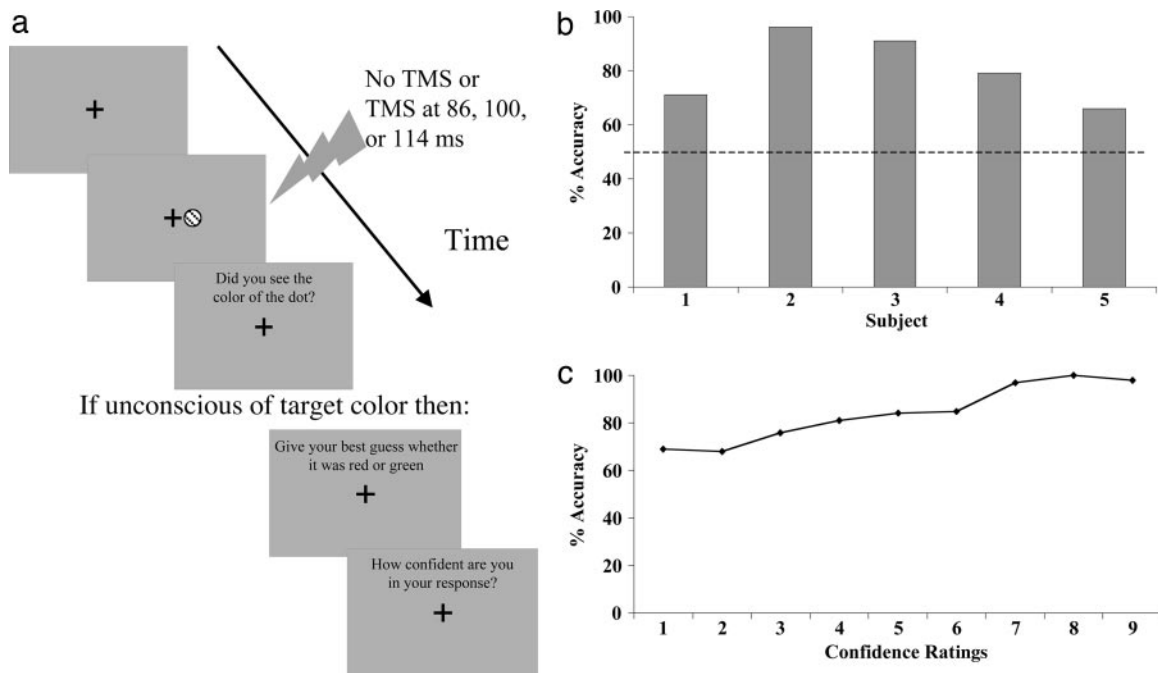 a
No TMS or
TMS at 86, 100,
or 114 ms
Time
Did you see the
color of the dot?
If unconscious of target color then:
Give your best guess whether
it was red or green
How confident are you
in your response?
b
% Accuracy
100
80
60
40
20
0
1 2 3 4 5
Subject
c
% Accuracy
100
80
60
40
20
0
1 2 3 4 5 6 7 8 9
Confidence Ratings